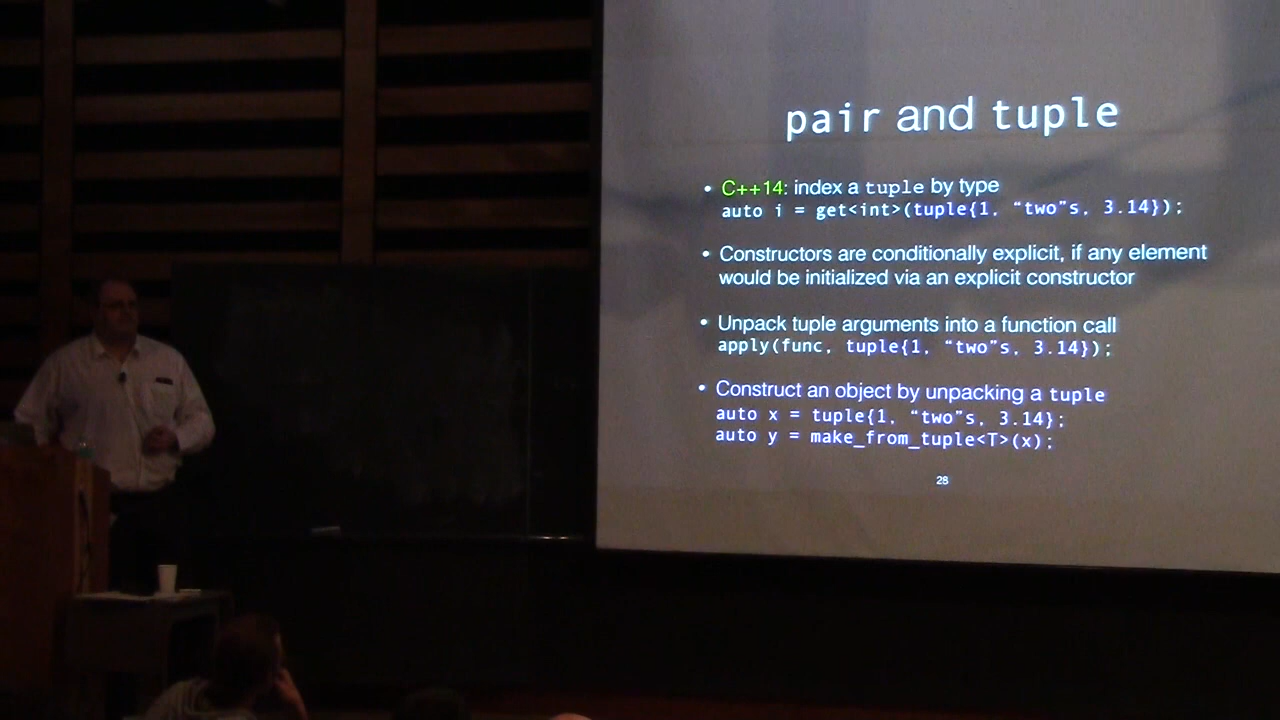 pair and tuple
• C++14: index a tuple by type
auto i = get<int>(tuple{1, “two”s, 3.14});
• Constructors are conditionally explicit, if any element
would be initialized via an explicit constructor
• Unpack tuple arguments into a function call
apply(func, tuple{1, “two”s, 3.14});
• Construct an object by unpacking a tuple
auto x = tuple{1, “two”s, 3.14};
auto y = make_from_tuple<T>(x);
28